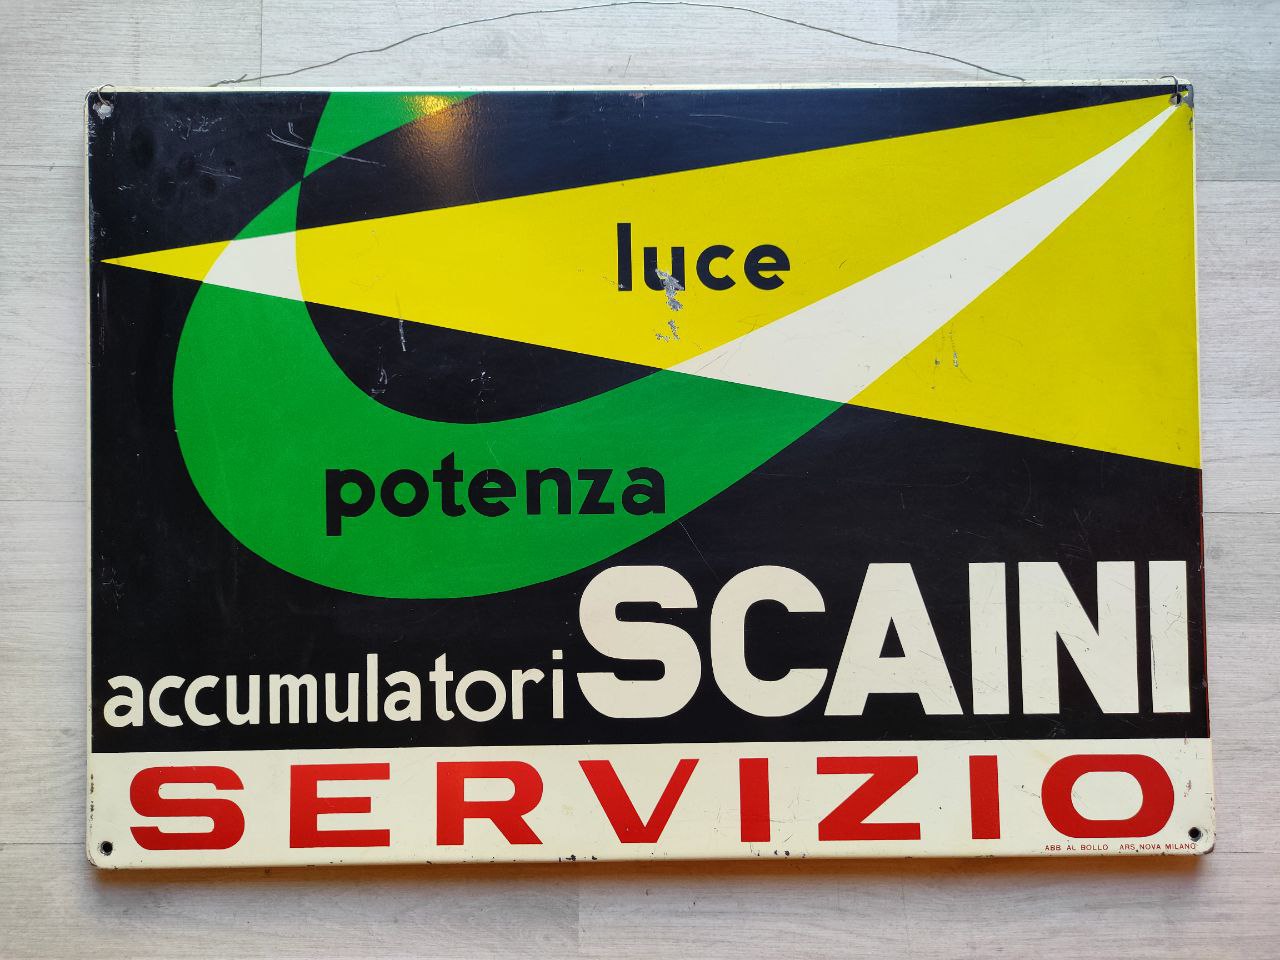 luce
potenza
accumulatori SCAINI
SERVIZIO
ABB. AL BOLLO ARS NOVA MILANO